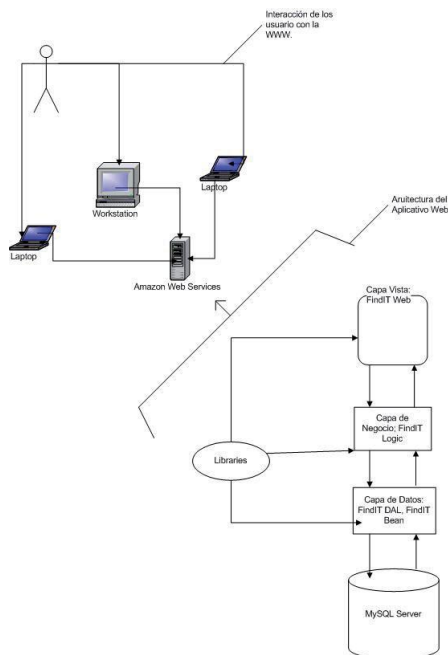 Interacción de los
usuario con la
WWW.
Laptop
Workstation
Laptop
Amazon Web Services
Aruitectura del
Aplicativo Web
Capa Vista:
FindIT Web
Capa de
Negocio; FindIT
Logic
Libraries
Capa de Datos:
FindIT DAL, FindIT
Bean
MySQL Server